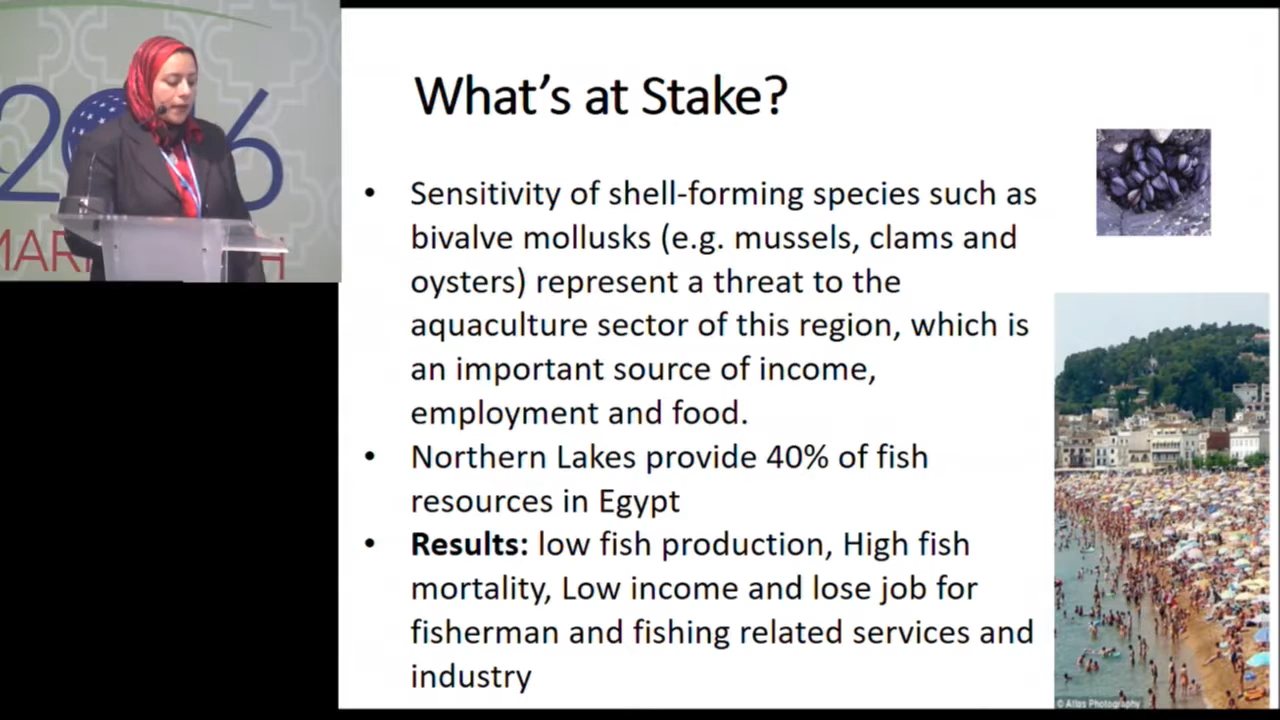 2016
MAR
H
What's at Stake?
• Sensitivity of shell-forming species such as
bivalve mollusks (e.g. mussels, clams and
oysters) represent a threat to the
aquaculture sector of this region, which is
an important source of income,
employment and food.
• Northern Lakes provide 40% of fish
resources in Egypt
• Results: low fish production, High fish
mortality, Low income and lose job for
fisherman and fishing related services and
industry
© Atlas Photography